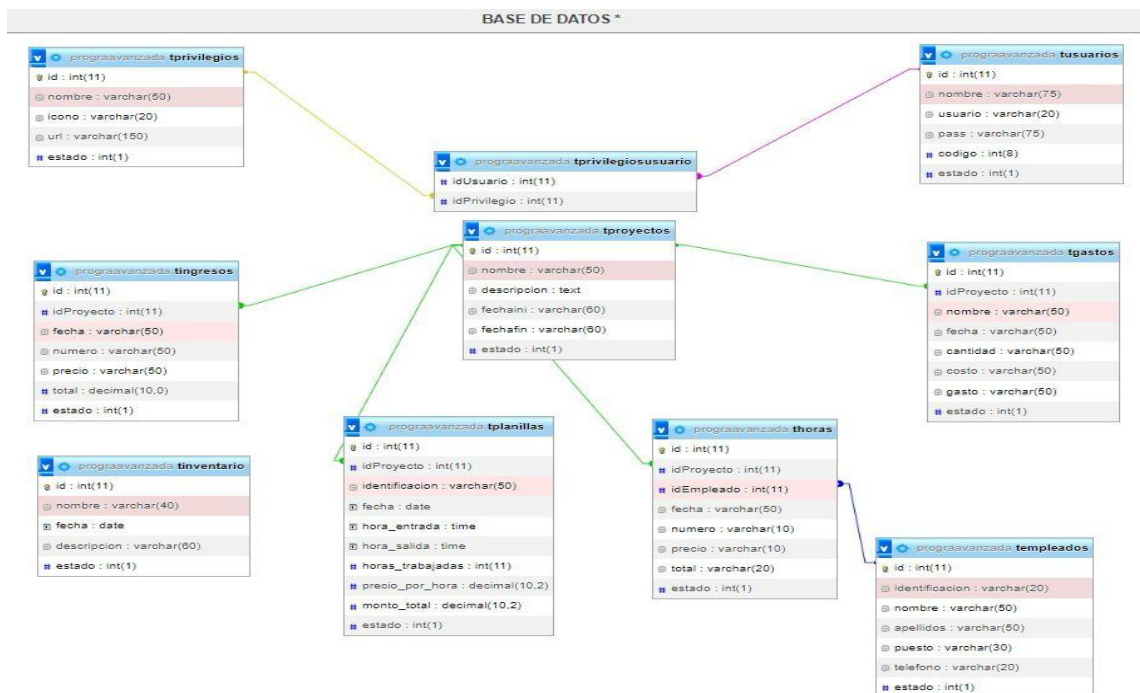 BASE DE DATOS *
v prograavanzada tprivilegios
id : int(11)
nombre : varchar(50)
icono : varchar(20)
url : varchar(150)
# estado : int(1)
v prograavanzada tusuarios
id : int(11)
nombre : varchar(75)
usuario : varchar(20)
pass : varchar(75)
# codigo : int(8)
# estado : int(1)
v prograavanzada tprivilegiosusuario
# idUsuario : int(11)
# idPrivilegio : int(11)
v prograavanzada tproyectos
id : int(11)
nombre : varchar(50)
descripcion : text
fechaini : varchar(60)
fechafin : varchar(60)
# estado : int(1)
v prograavanzada tingresos
id : int(11)
# idProyecto : int(11)
fecha : varchar(50)
numero : varchar(50)
precio : varchar(50)
# total : decimal(10,0)
# estado : int(1)
v prograavanzada tgastos
id : int(11)
# idProyecto : int(11)
nombre : varchar(50)
fecha : varchar(50)
cantidad : varchar(50)
costo : varchar(50)
gasto : varchar(50)
# estado : int(1)
v prograavanzada tinventario
id : int(11)
nombre : varchar(40)
fecha : date
descripcion : varchar(60)
# estado : int(1)
v prograavanzada tplanillas
id : int(11)
# idProyecto : int(11)
identificacion : varchar(50)
fecha : date
hora_entrada : time
hora_salida : time
# horas_trabajadas : int(11)
# precio_por_hora : decimal(10,2)
# monto_total : decimal(10,2)
# estado : int(1)
v prograavanzada thoras
id : int(11)
# idProyecto : int(11)
# idEmpleado : int(11)
fecha : varchar(50)
numero : varchar(10)
precio : varchar(10)
total : varchar(20)
# estado : int(1)
v prograavanzada templeados
id : int(11)
identificacion : varchar(20)
nombre : varchar(50)
apellidos : varchar(50)
puesto : varchar(30)
telefono : varchar(20)
# estado : int(1)